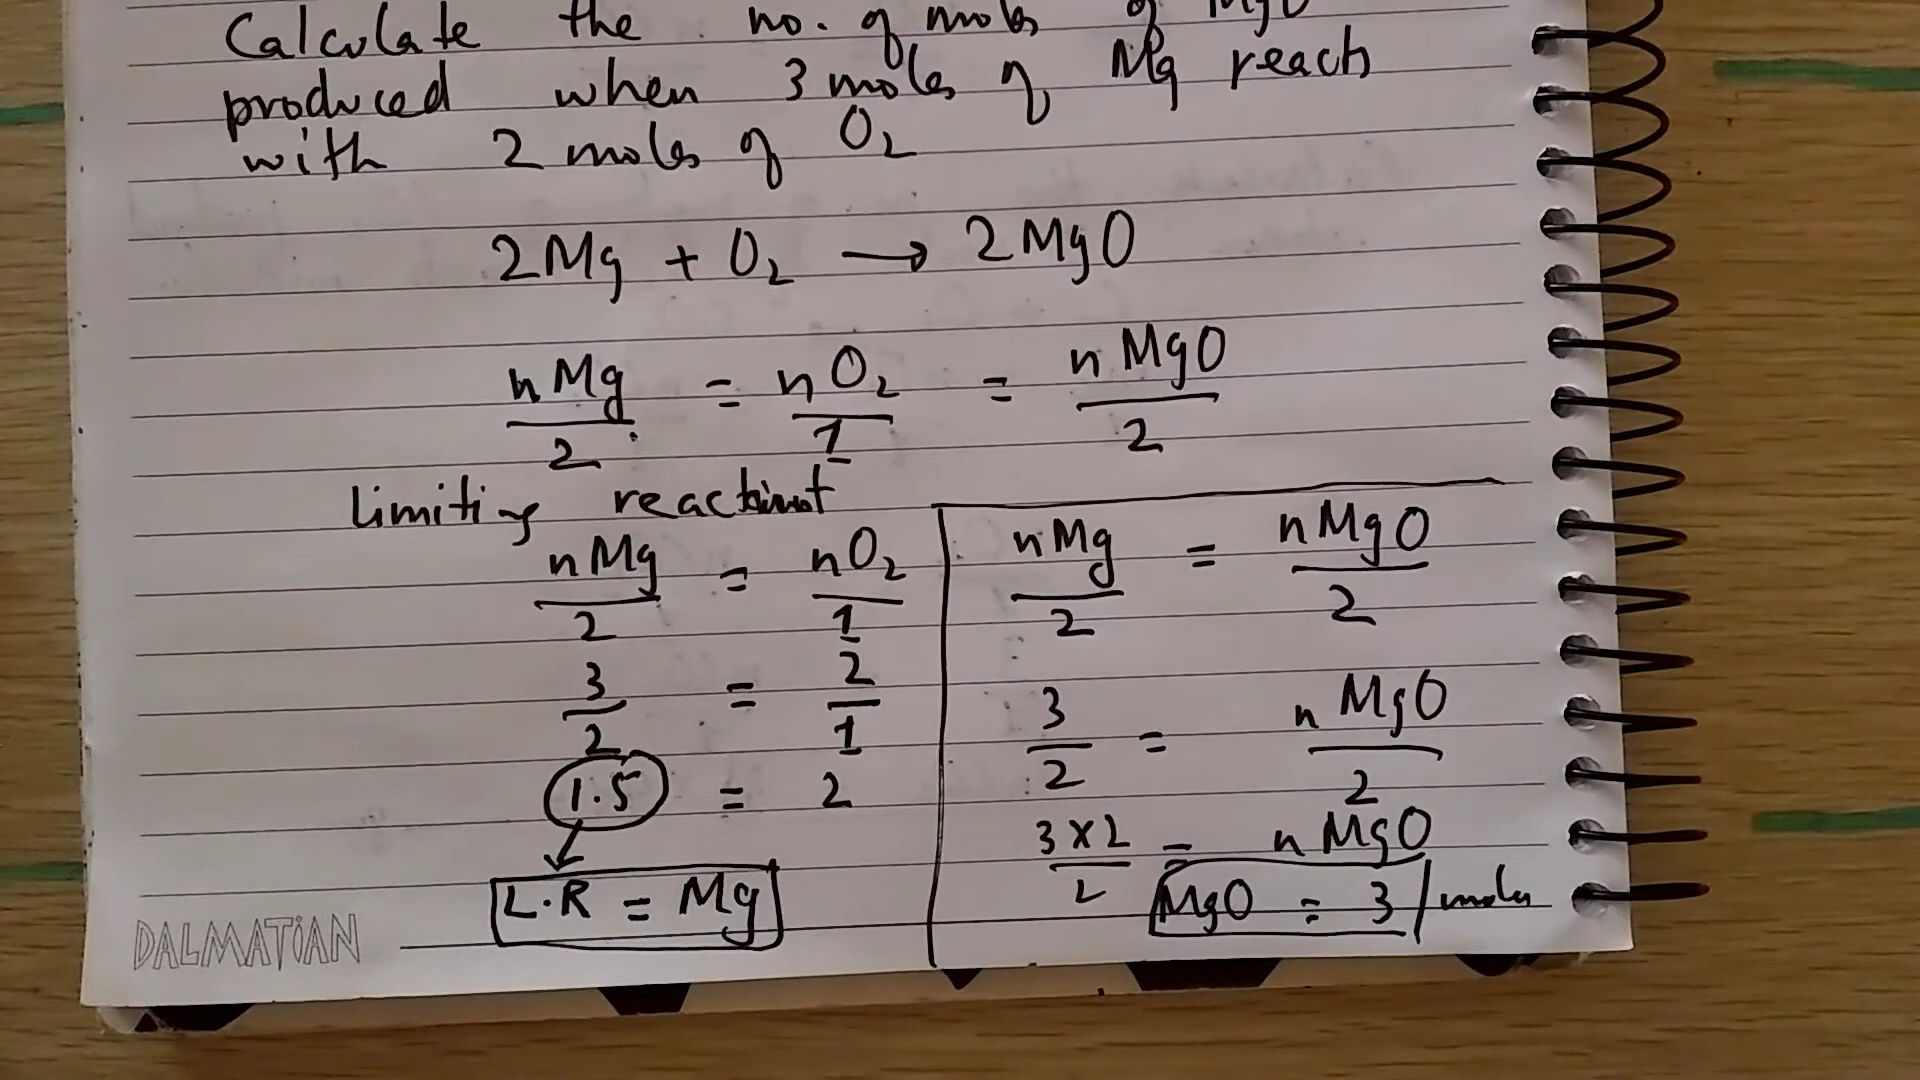 Calculate the no. of moles of MgO
produced when 3 moles of Mg reach
with 2 moles of O₂
2Mg + O₂ → 2MgO
nMg/2 = nO₂/1 = nMgO/2
limiting reactant
nMg/2 = nO₂/1
3/2 = 2/1
1.5 = 2
L.R = Mg
nMg/2 = nMgO/2
3/2 = nMgO/2
3×2/2 = nMgO
MgO = 3 moles
DALMATiAN